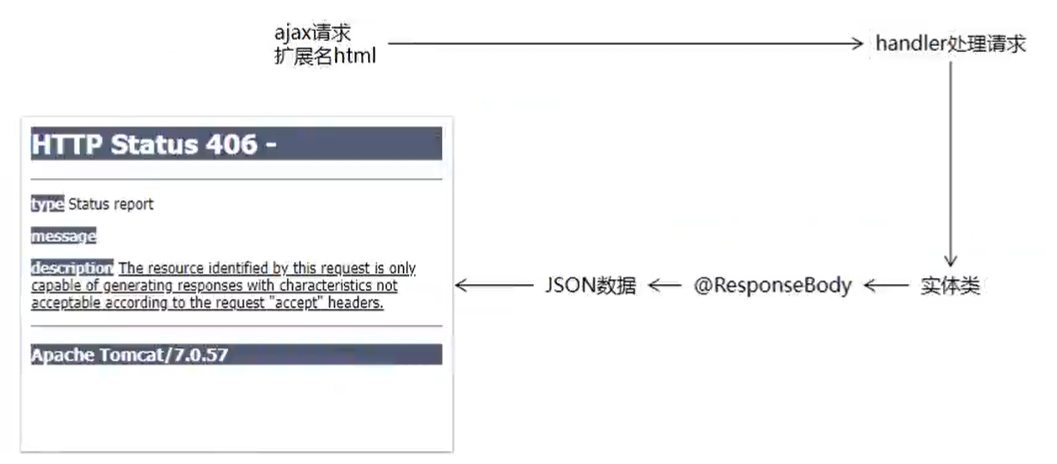 ajax请求
扩展名html
handler处理请求
HTTP Status 406 -
type Status report
message
description The resource identified by this request is only
capable of generating responses with characteristics not
acceptable according to the request "accept" headers.
JSON数据
@ResponseBody
实体类
Apache Tomcat/7.0.57